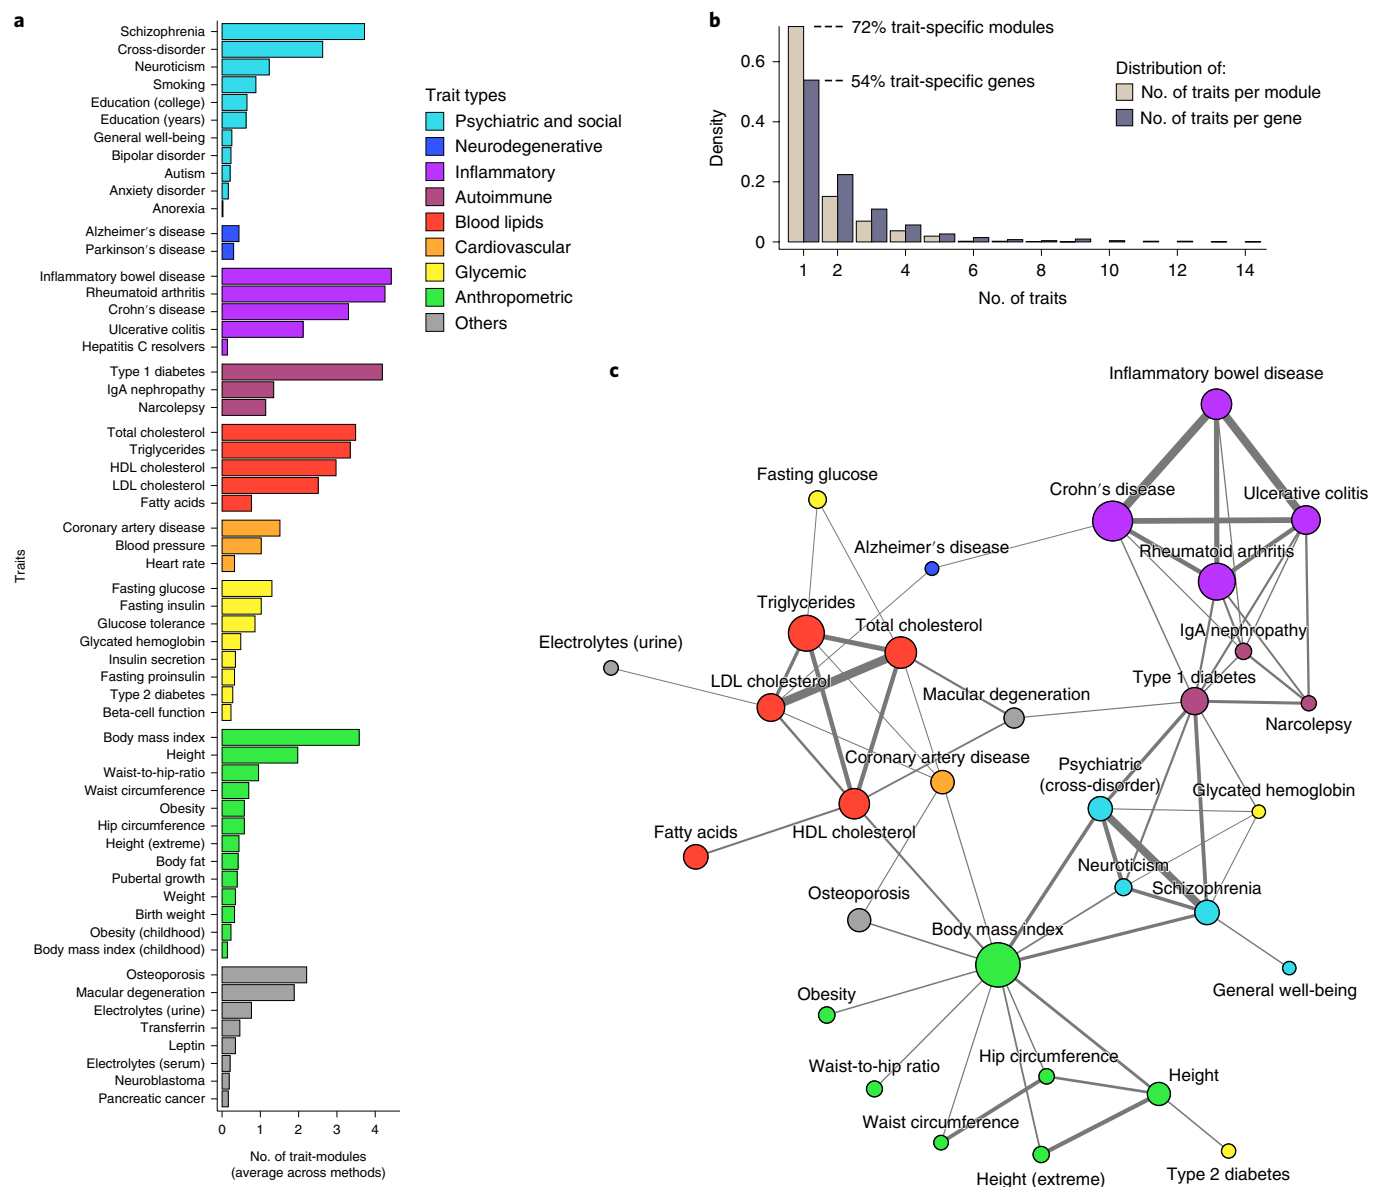 a
Schizophrenia
Cross-disorder
Neuroticism
Smoking
Education (college)
Education (years)
General well-being
Bipolar disorder
Autism
Anxiety disorder
Anorexia
Alzheimer′s disease
Parkinson′s disease
Inflammatory bowel disease
Rheumatoid arthritis
Crohn′s disease
Ulcerative colitis
Hepatitis C resolvers
Type 1 diabetes
IgA nephropathy
Narcolepsy
Total cholesterol
Triglycerides
HDL cholesterol
LDL cholesterol
Fatty acids
Coronary artery disease
Blood pressure
Heart rate
Fasting glucose
Fasting insulin
Glucose tolerance
Glycated hemoglobin
Insulin secretion
Fasting proinsulin
Type 2 diabetes
Beta-cell function
Body mass index
Height
Waist-to-hip-ratio
Waist circumference
Obesity
Hip circumference
Height (extreme)
Body fat
Pubertal growth
Weight
Birth weight
Obesity (childhood)
Body mass index (childhood)
Osteoporosis
Macular degeneration
Electrolytes (urine)
Transferrin
Leptin
Electrolytes (serum)
Neuroblastoma
Pancreatic cancer
Traits
0 1 2 3 4
No. of trait-modules
(average across methods)
Trait types
Psychiatric and social
Neurodegenerative
Inflammatory
Autoimmune
Blood lipids
Cardiovascular
Glycemic
Anthropometric
Others
b
72% trait-specific modules
54% trait-specific genes
Distribution of:
No. of traits per module
No. of traits per gene
Density
0.6
0.4
0.2
0
1 2 4 6 8 10 12 14
No. of traits
c
Inflammatory bowel disease
Fasting glucose
Crohn′s disease
Ulcerative colitis
Alzheimer′s disease
Rheumatoid arthritis
Triglycerides
Total cholesterol
IgA nephropathy
Electrolytes (urine)
LDL cholesterol
Macular degeneration
Type 1 diabetes
Narcolepsy
Coronary artery disease
Psychiatric
(cross-disorder)
Glycated hemoglobin
Fatty acids
HDL cholesterol
Neuroticism
Schizophrenia
Osteoporosis
Body mass index
General well-being
Obesity
Hip circumference
Waist-to-hip ratio
Height
Waist circumference
Height (extreme)
Type 2 diabetes